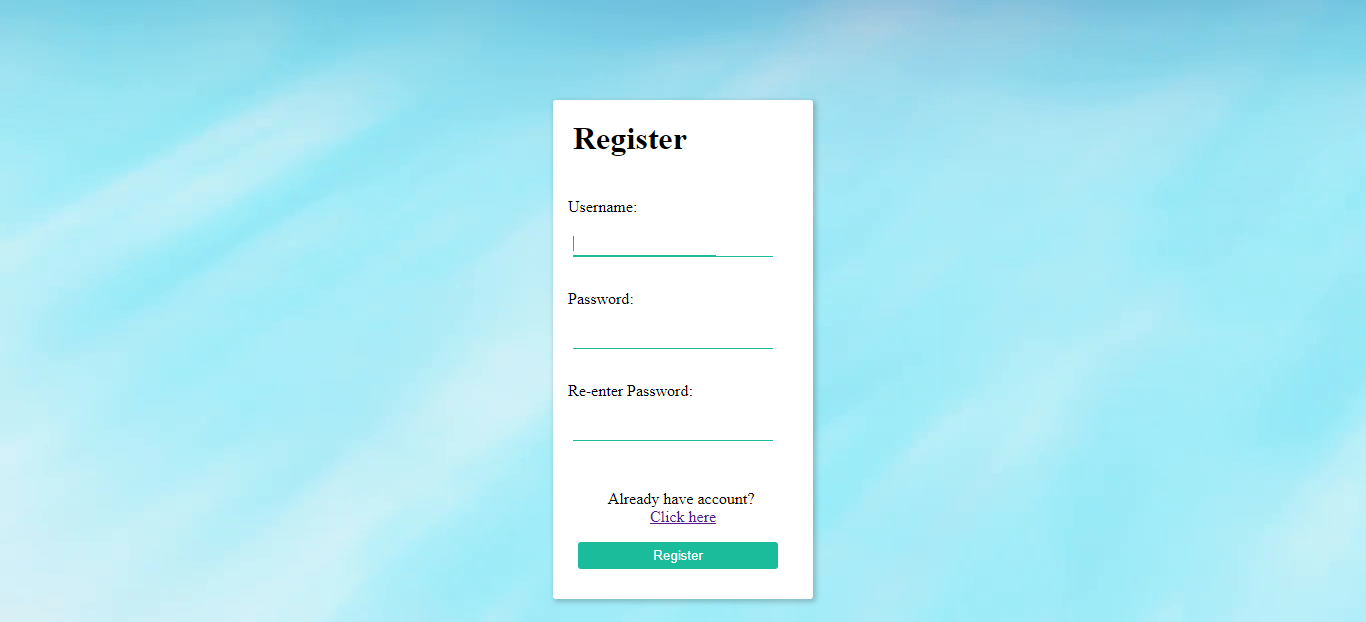 Register
Username:
Password:
Re-enter Password:
Already have account?
Click here
Register